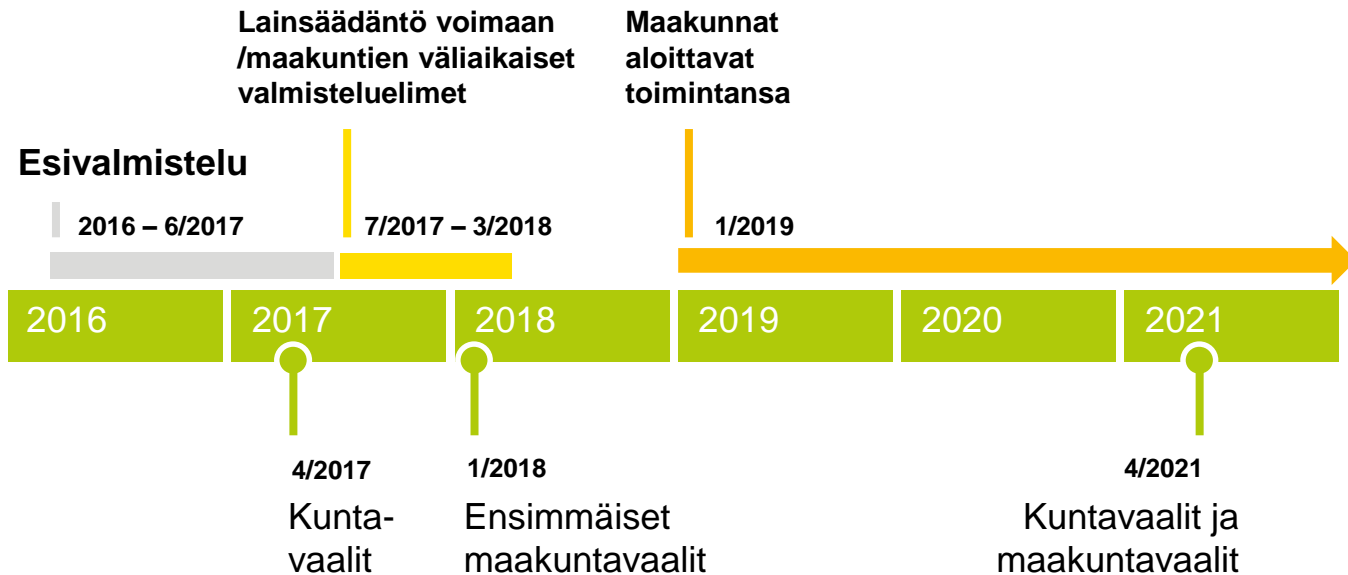 Lainsäädäntö voimaan
/maakuntien väliaikaiset
valmisteluelimet
Maakunnat
aloittavat
toimintansa
Esivalmistelu
2016 – 6/2017
7/2017 – 3/2018
1/2019
2016
2017
2018
2019
2020
2021
4/2017
Kunta-
vaalit
1/2018
Ensimmäiset
maakuntavaalit
4/2021
Kuntavaalit ja
maakuntavaalit